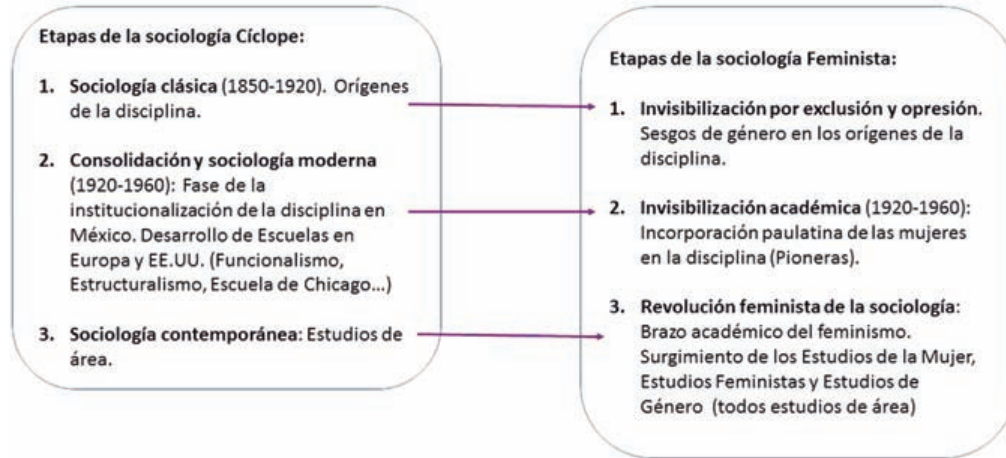 Etapas de la sociología Cíclope:
1. Sociología clásica (1850-1920). Orígenes
de la disciplina.
2. Consolidación y sociología moderna
(1920-1960): Fase de la
institucionalización de la disciplina en
México. Desarrollo de Escuelas en
Europa y EE.UU. (Funcionalismo,
Estructuralismo, Escuela de Chicago...)
3. Sociología contemporánea: Estudios de
área.
Etapas de la sociología Feminista:
1. Invisibilización por exclusión y opresión.
Sesgos de género en los orígenes de la
disciplina.
2. Invisibilización académica (1920-1960):
Incorporación paulatina de las mujeres
en la disciplina (Pioneras).
3. Revolución feminista de la sociología:
Brazo académico del feminismo.
Surgimiento de los Estudios de la Mujer,
Estudios Feministas y Estudios de
Género (todos estudios de área)